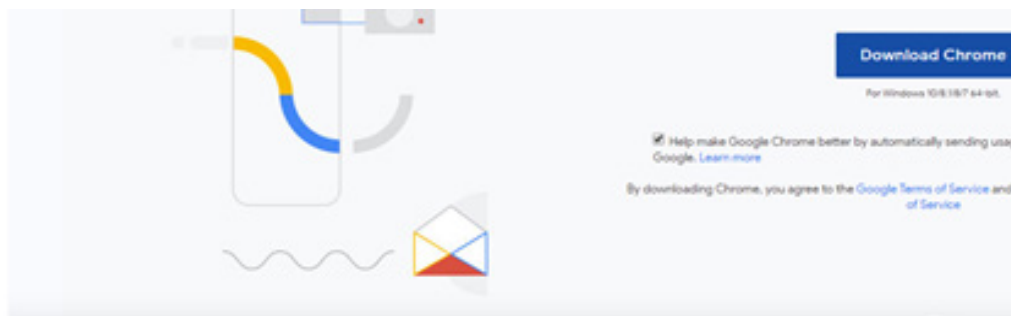 Download Chrome
For Windows 10/8.1/8/7 64-bit.
Help make Google Chrome better by automatically sending usag
Google. Learn more
By downloading Chrome, you agree to the Google Terms of Service and
of Service